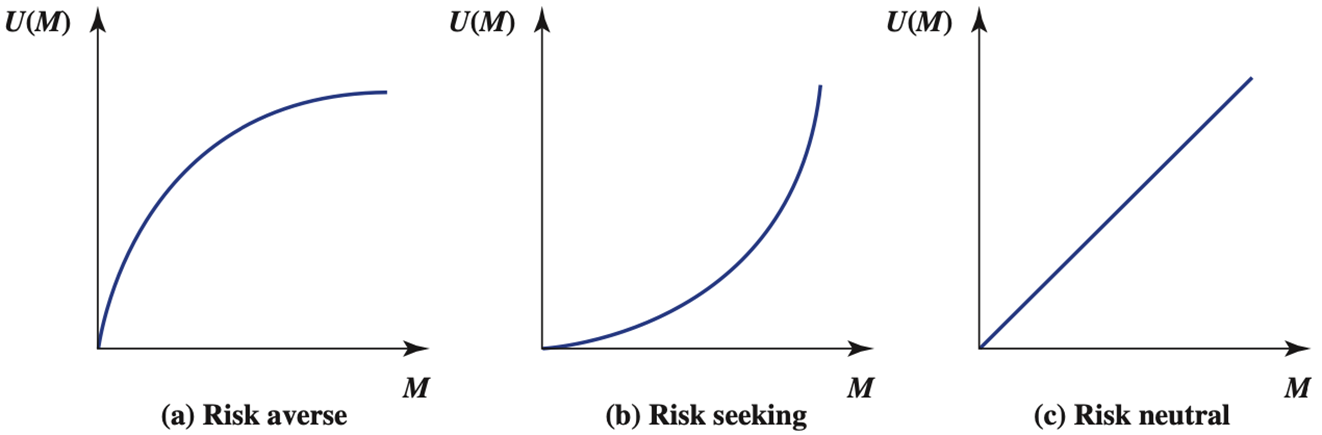 U(M)
M
(a) Risk averse
U(M)
M
(b) Risk seeking
U(M)
M
(c) Risk neutral